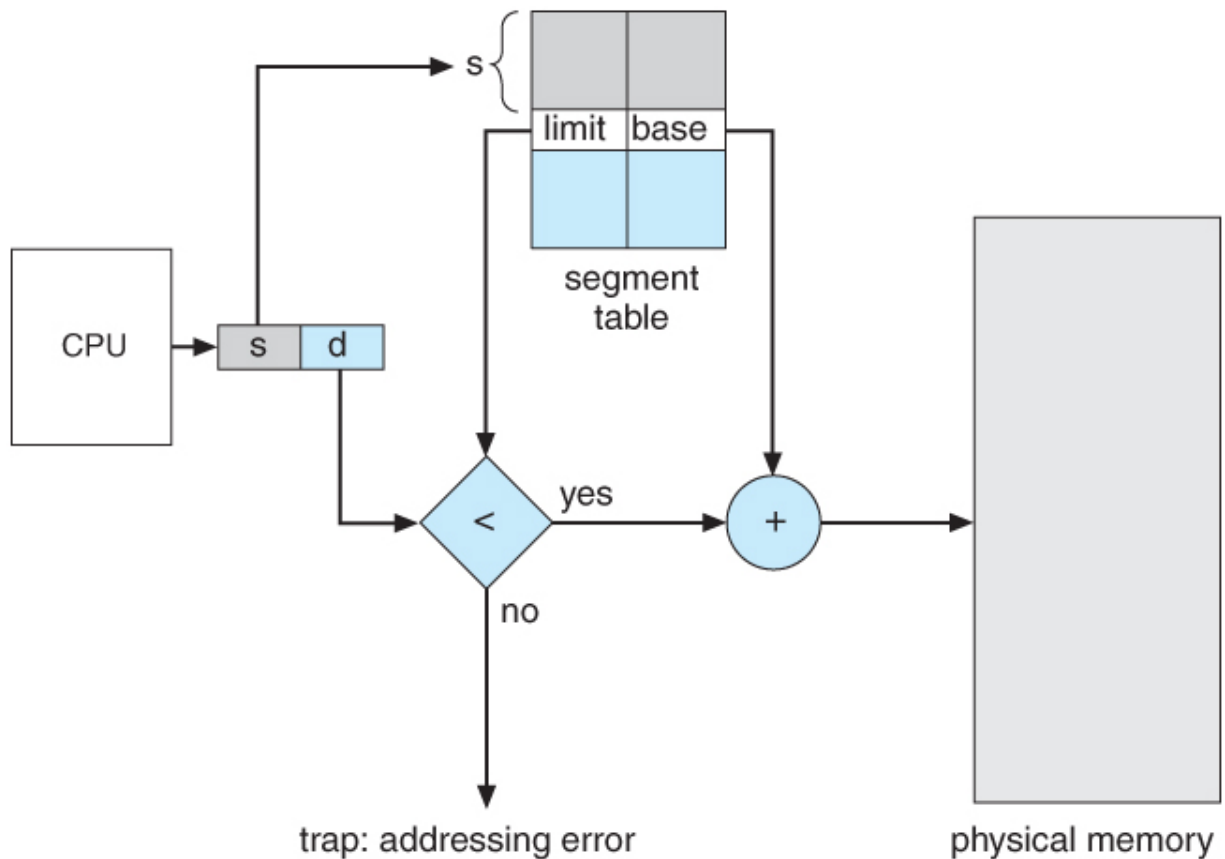 s
limit base
segment
table
CPU
s d
yes
<
+
no
trap: addressing error
physical memory